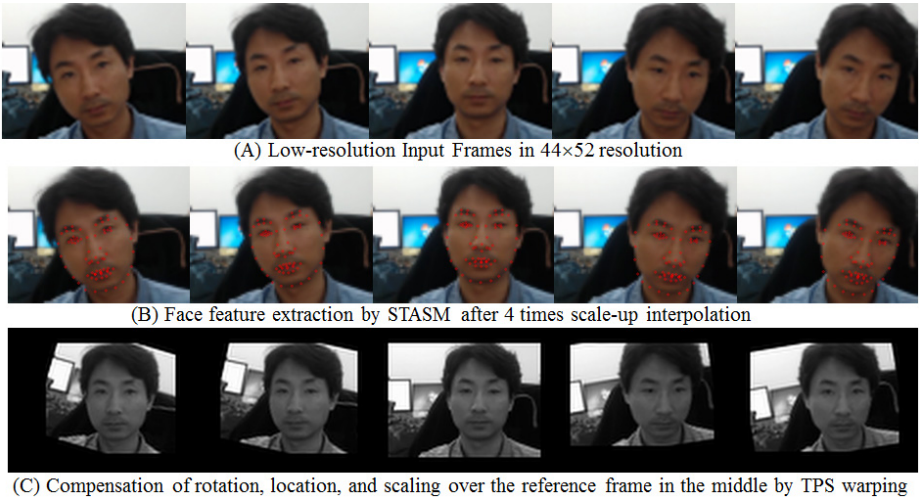 (A) Low-resolution Input Frames in 44×52 resolution
(B) Face feature extraction by STASM after 4 times scale-up interpolation
(C) Compensation of rotation, location, and scaling over the reference frame in the middle by TPS warping